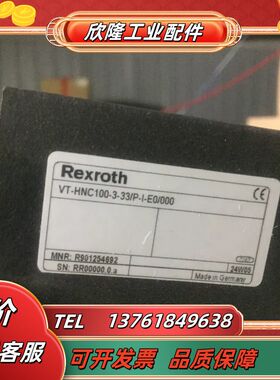 欣隆工业配件
Rexroth
VT-HNC100-3-33/P-I-E0/000
MNR: R901254692
SN: RR00000.0.a
24W05
Made in Germany
价
客服
TEL 13761849638
可开发票 品质保障